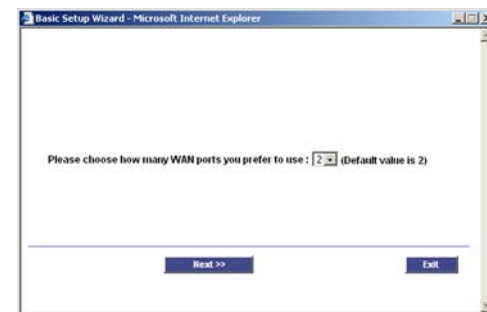 Basic Setup Wizard - Microsoft Internet Explorer
Please choose how many WAN ports you prefer to use : 2 (Default value is 2)
Next >> Exit